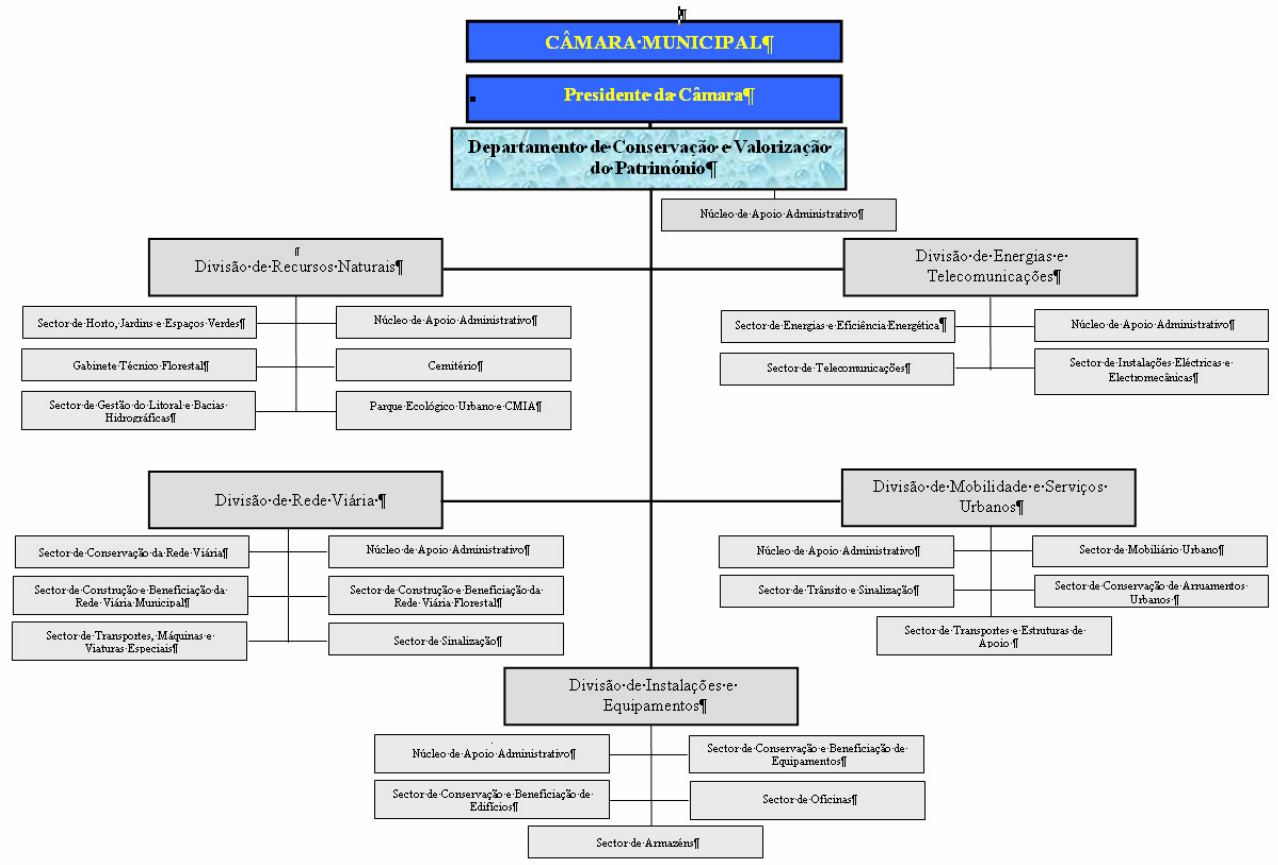 CÂMARA MUNICIPAL¶
Presidente da Câmara¶
Departamento de Conservação e Valorização
do Património¶
Núcleo de Apoio Administrativo¶
Divisão de Recursos Naturais¶
Sector de Horto, Jardins e Espaços Verdes¶
Núcleo de Apoio Administrativo¶
Gabinete Técnico Florestal¶
Cemitério¶
Sector de Gestão do Litoral e Bacias
Hidrográficas¶
Parque Ecológico Urbano e CMIA¶
Divisão de Energias e
Telecomunicações¶
Sector de Energias e Eficiência Energética¶
Núcleo de Apoio Administrativo¶
Sector de Telecomunicações¶
Sector de Instalações Eléctricas e
Electromecânicas¶
Divisão de Rede Viária ¶
Sector de Conservação da Rede Viária¶
Núcleo de Apoio Administrativo¶
Sector de Construção e Beneficiação da
Rede Viária Municipal¶
Sector de Construção e Beneficiação da
Rede Viária Florestal¶
Sector de Transportes, Máquinas e
Viaturas Especiais¶
Sector de Sinalização¶
Divisão de Mobilidade e Serviços
Urbanos¶
Núcleo de Apoio Administrativo¶
Sector de Mobiliário Urbano¶
Sector de Trânsito e Sinalização¶
Sector de Conservação de Arruamentos
Urbanos ¶
Sector de Transportes e Estruturas de
Apoio ¶
Divisão de Instalações e
Equipamentos¶
Núcleo de Apoio Administrativo¶
Sector de Conservação e Beneficiação de
Equipamentos¶
Sector de Conservação e Beneficiação de
Edifícios¶
Sector de Oficinas¶
Sector de Armazéns¶